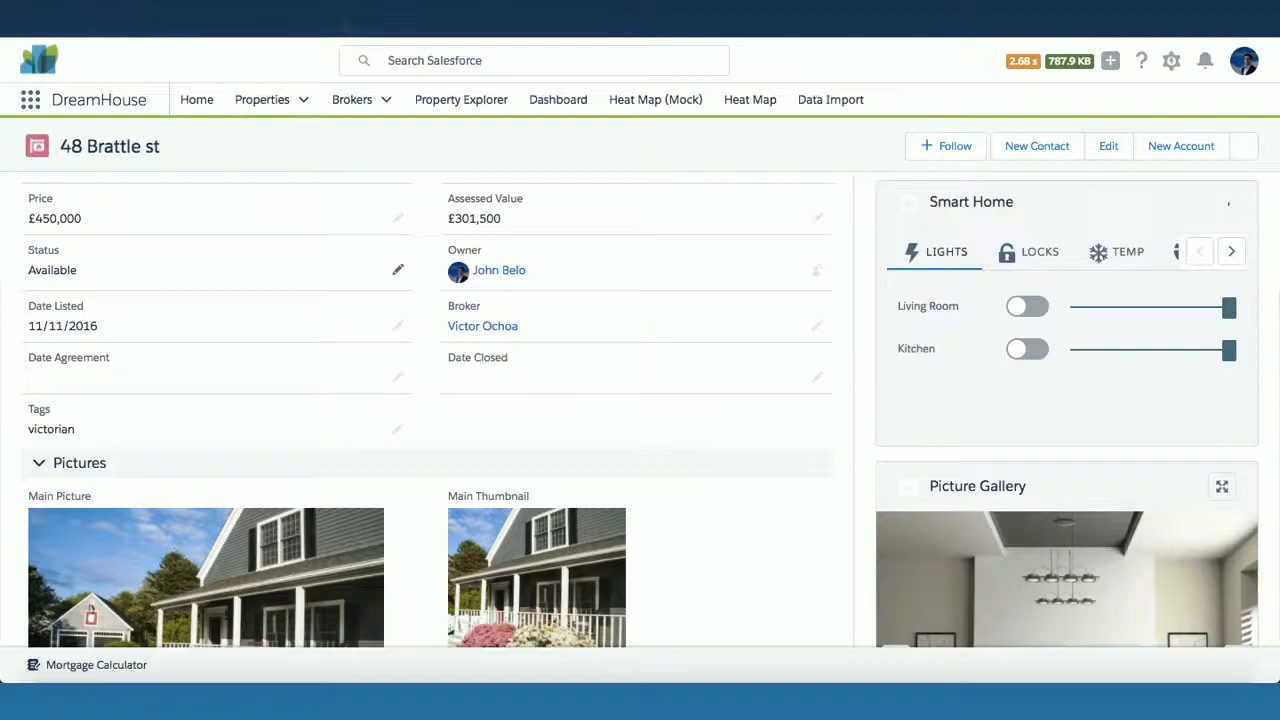 Search Salesforce
2.68 s 787.9 KB
DreamHouse
Home Properties Brokers Property Explorer Dashboard Heat Map (Mock) Heat Map Data Import
48 Brattle st
+ Follow New Contact Edit New Account
Price
£450,000
Assessed Value
£301,500
Status
Available
Owner
John Belo
Date Listed
11/11/2016
Broker
Victor Ochoa
Date Agreement
Date Closed
Tags
victorian
Pictures
Main Picture
Main Thumbnail
Smart Home
LIGHTS LOCKS TEMP
Living Room
Kitchen
Picture Gallery
Mortgage Calculator